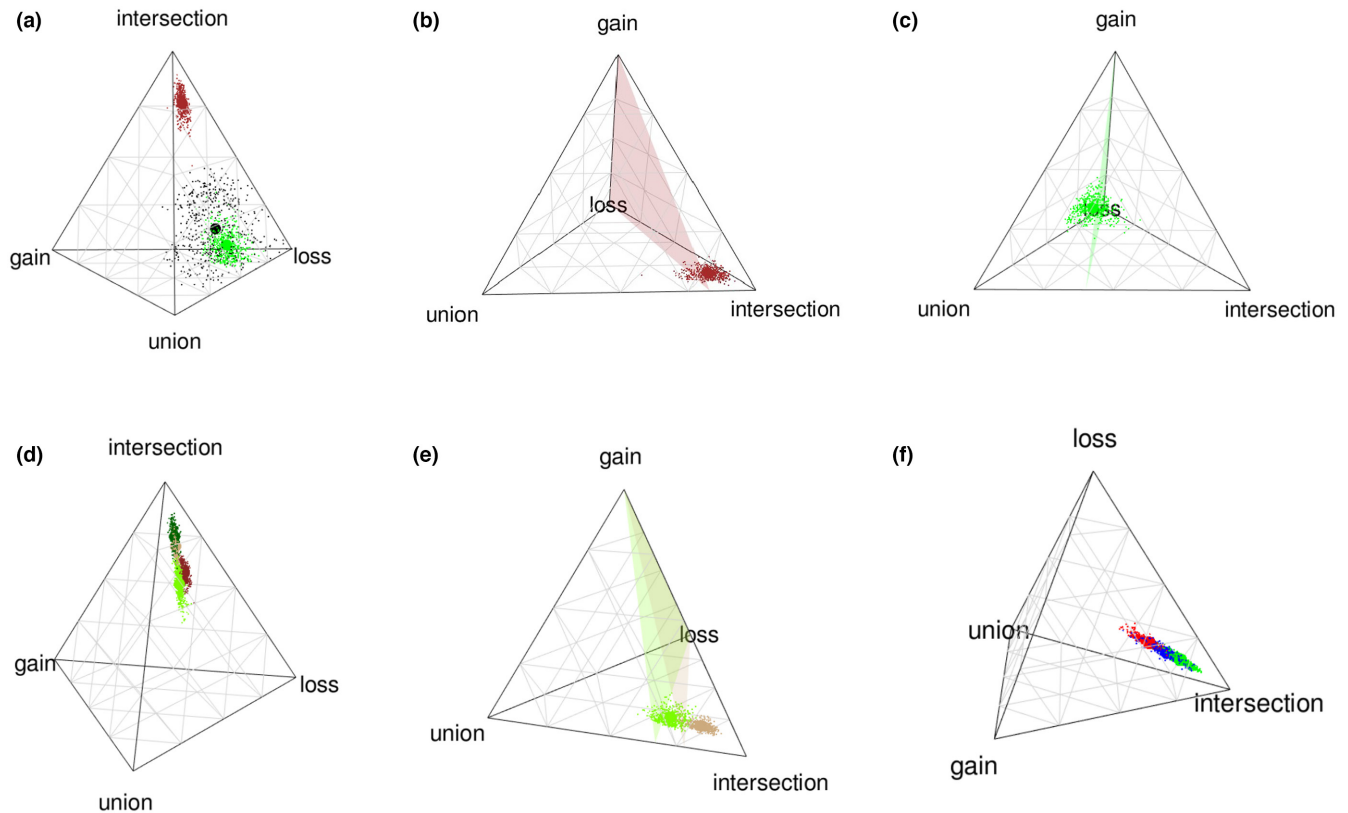 (a)
intersection
gain
loss
union
(b)
gain
loss
union
intersection
(c)
gain
loss
union
intersection
(d)
intersection
gain
loss
union
(e)
gain
loss
union
intersection
(f)
loss
union
intersection
gain